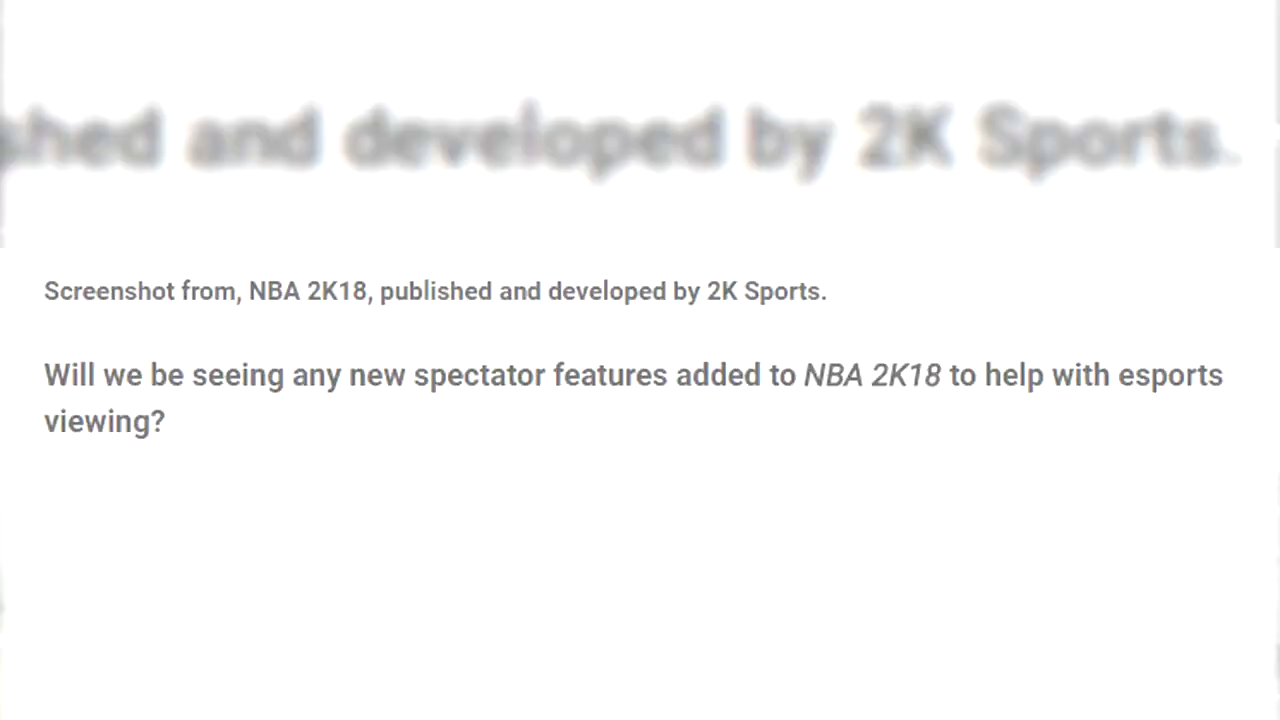 shed and developed by 2K Sports.
Screenshot from, NBA 2K18, published and developed by 2K Sports.
Will we be seeing any new spectator features added to NBA 2K18 to help with esports
viewing?